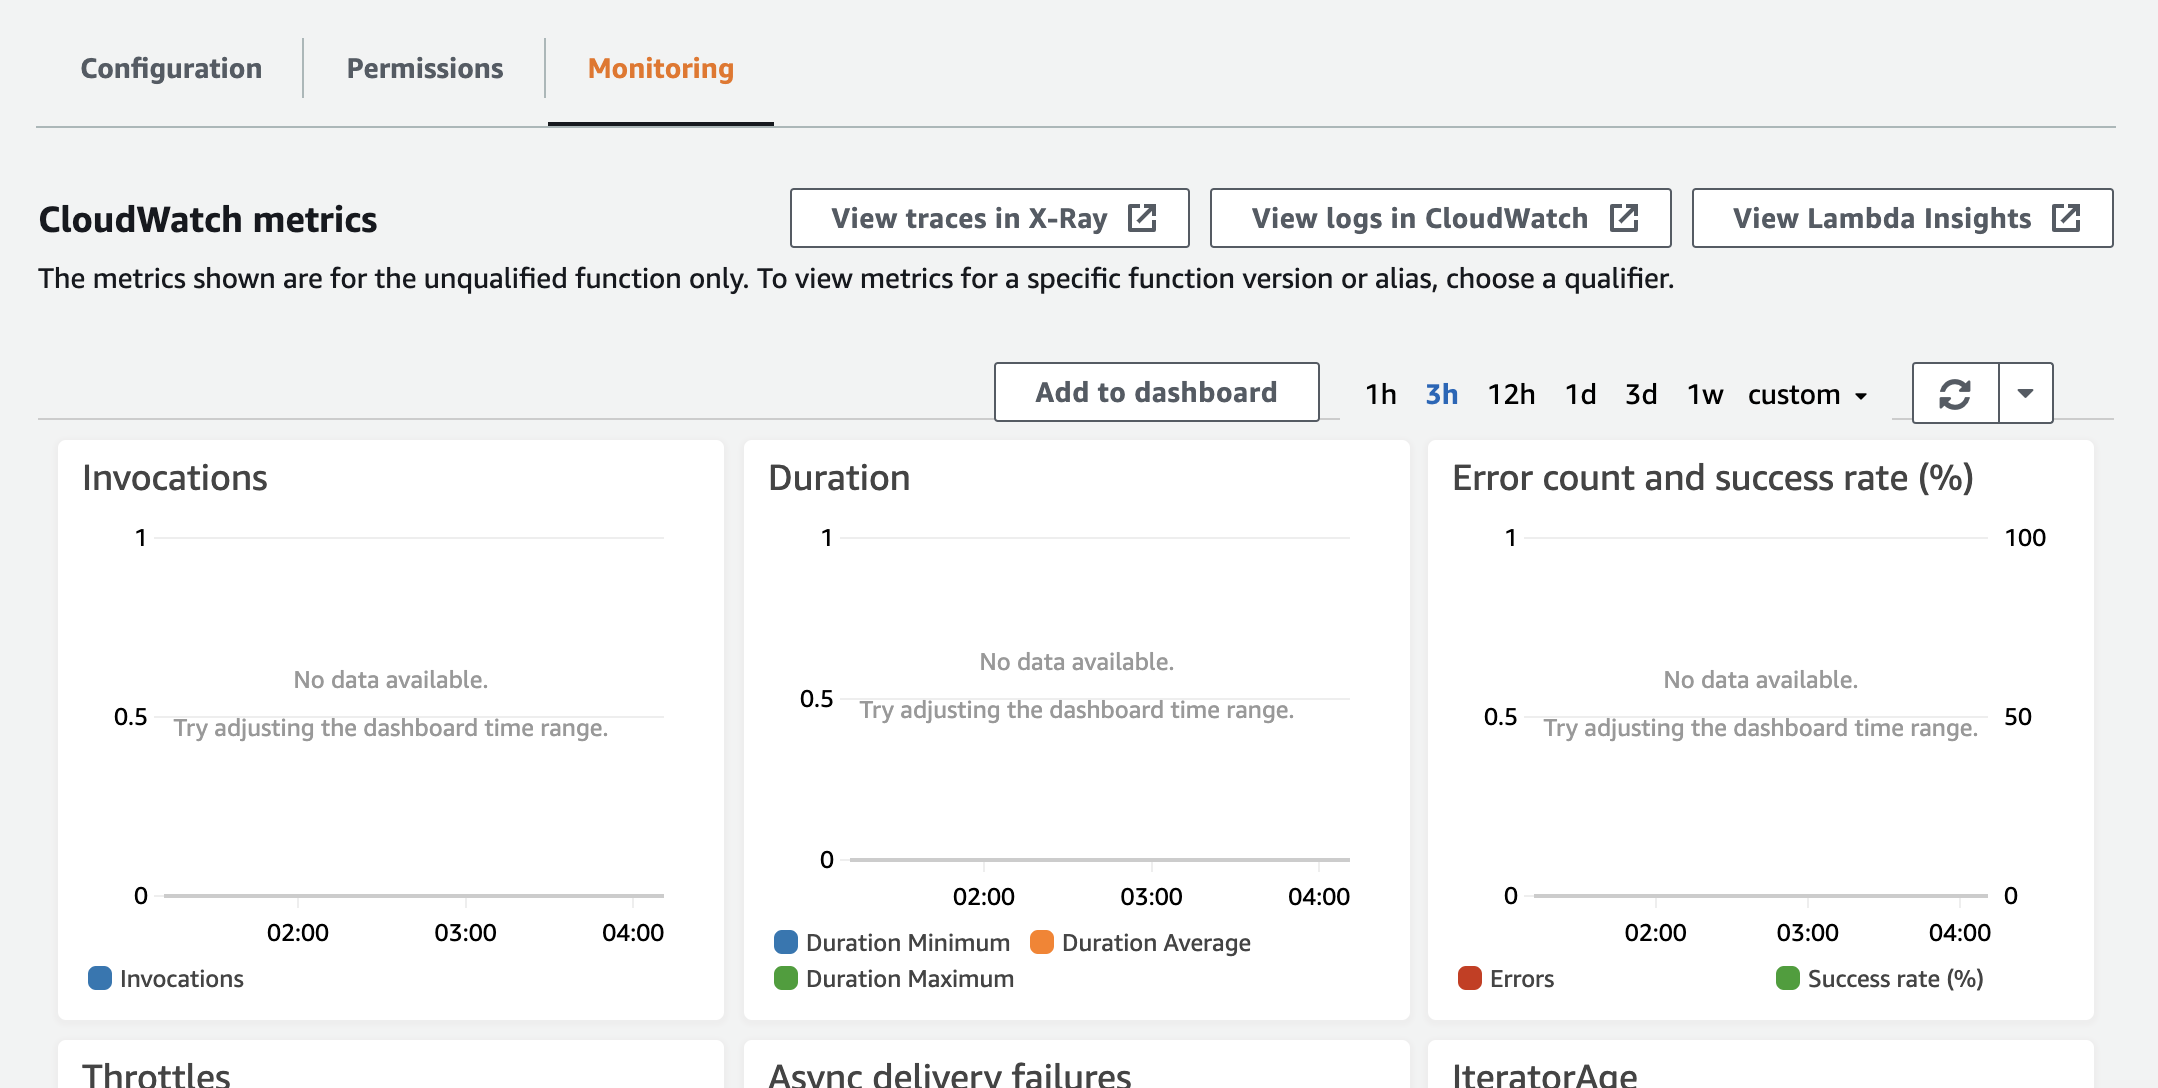 Configuration
Permissions
Monitoring
CloudWatch metrics
View traces in X-Ray
View logs in CloudWatch
View Lambda Insights
The metrics shown are for the unqualified function only. To view metrics for a specific function version or alias, choose a qualifier.
Add to dashboard
1h 3h 12h 1d 3d 1w custom
Invocations
1
0.5
0
No data available.
Try adjusting the dashboard time range.
02:00 03:00 04:00
Invocations
Duration
1
0.5
0
No data available.
Try adjusting the dashboard time range.
02:00 03:00 04:00
Duration Minimum Duration Average
Duration Maximum
Error count and success rate (%)
1 100
0.5 50
0 0
No data available.
Try adjusting the dashboard time range.
02:00 03:00 04:00
Errors Success rate (%)
Throttles
Async delivery failures
IteratorAge